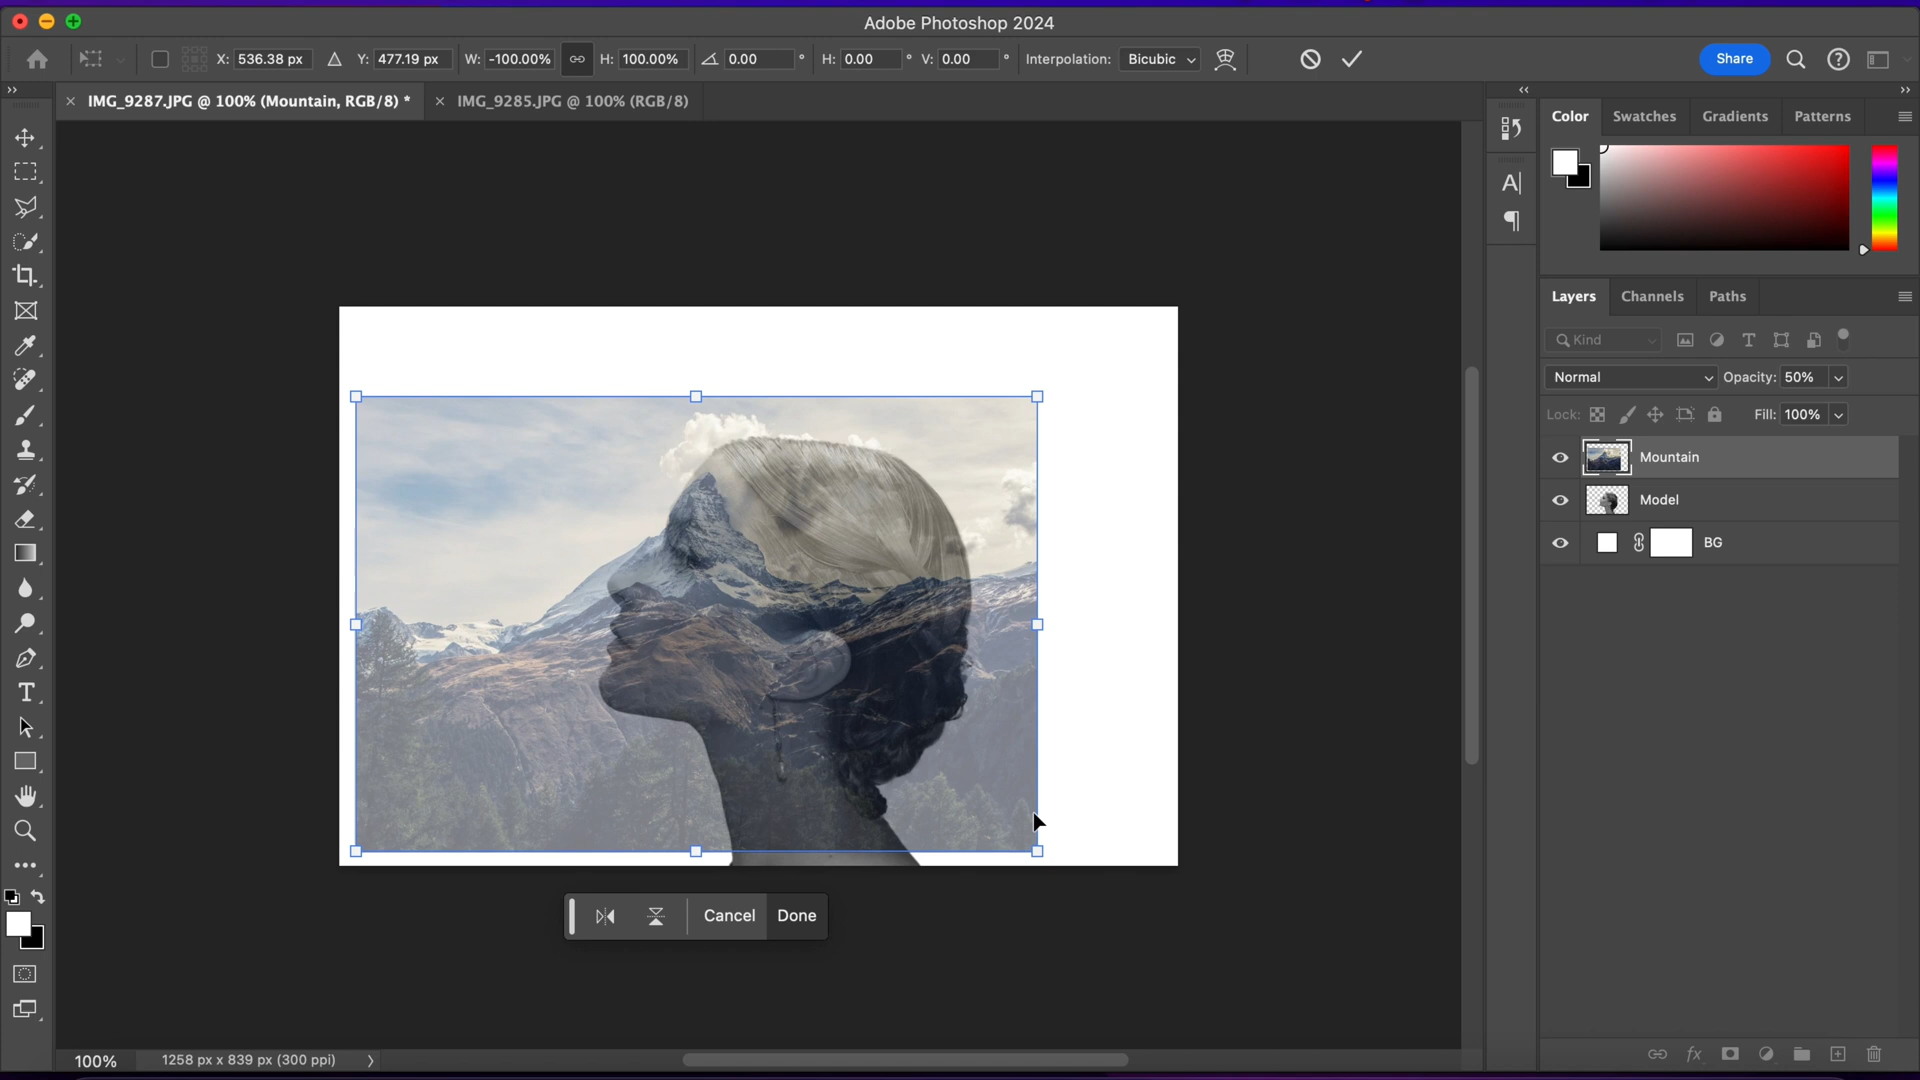 Adobe Photoshop 2024
X: 536.38 px Y: 477.19 px W: -100.00% H: 100.00% 0.00 ° H: 0.00 ° V: 0.00 ° Interpolation: Bicubic Share
IMG_9287.JPG @ 100% (Mountain, RGB/8) * IMG_9285.JPG @ 100% (RGB/8)
Color Swatches Gradients Patterns
Layers Channels Paths
Kind
Normal Opacity: 50%
Lock: Fill: 100%
Mountain
Model
BG
Cancel Done
100% 1258 px x 839 px (300 ppi)